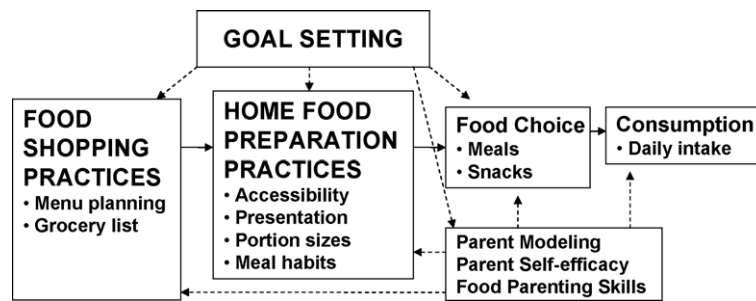 GOAL SETTING
FOOD
SHOPPING
PRACTICES
• Menu planning
• Grocery list
HOME FOOD
PREPARATION
PRACTICES
• Accessibility
• Presentation
• Portion sizes
• Meal habits
Food Choice
• Meals
• Snacks
Consumption
• Daily intake
Parent Modeling
Parent Self-efficacy
Food Parenting Skills